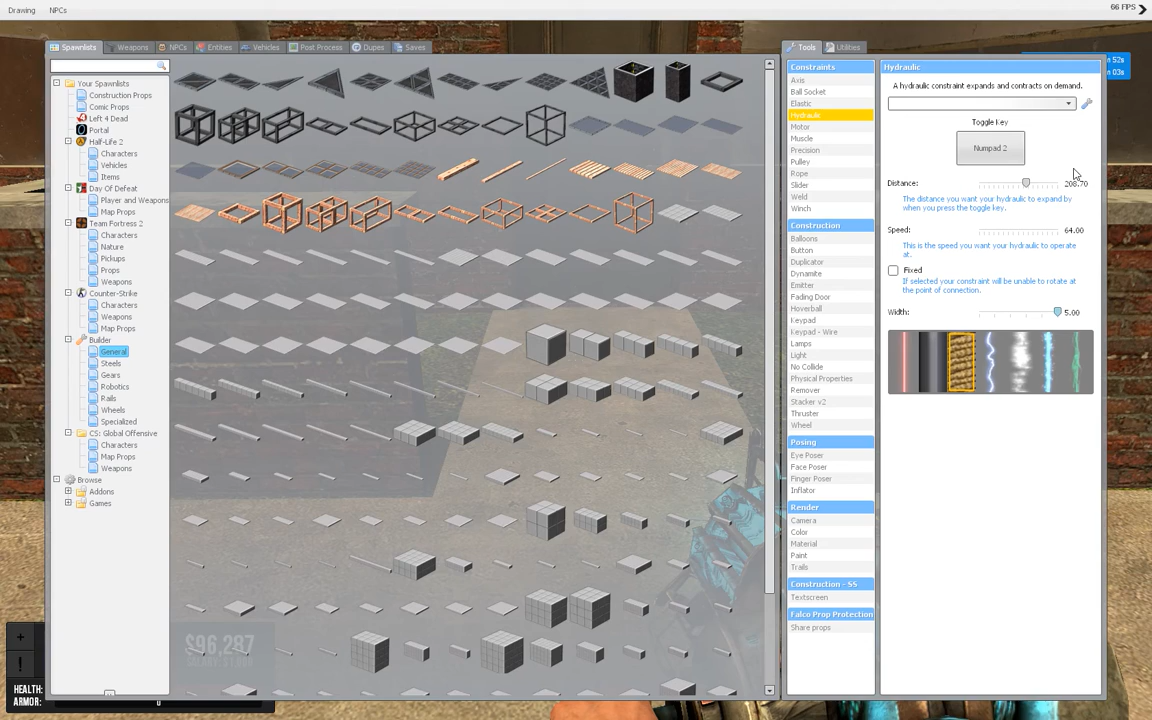 Drawing NPCs
66 FPS
Spawnlists Weapons NPCs Entities Vehicles Post Process Dupes Saves
Your Spawnlists
Construction Props
Comic Props
Left 4 Dead
Portal
Half-Life 2
Characters
Vehicles
Items
Day Of Defeat
Player and Weapons
Map Props
Team Fortress 2
Characters
Nature
Pickups
Props
Weapons
Counter-Strike
Characters
Weapons
Map Props
Builder
General
Steels
Gears
Robotics
Rails
Wheels
Specialized
CS: Global Offensive
Characters
Map Props
Weapons
Browse
Addons
Games
Tools Utilities
Constraints
Axis
Ball Socket
Elastic
Hydraulic
Motor
Muscle
Precision
Pulley
Rope
Slider
Weld
Winch
Construction
Balloons
Button
Duplicator
Dynamite
Emitter
Fading Door
Hoverball
Keypad
Keypad - Wire
Lamps
Light
No Collide
Physical Properties
Remover
Stacker v2
Thruster
Wheel
Posing
Eye Poser
Face Poser
Finger Poser
Inflator
Render
Camera
Color
Material
Paint
Trails
Construction - SS
Textscreen
Falco Prop Protection
Share props
Hydraulic
A hydraulic constraint expands and contracts on demand.
Toggle Key
Numpad 2
Distance: 208.70
The distance you want your hydraulic to expand by
when you press the toggle key.
Speed: 64.00
This is the speed you want your hydraulic to operate
at.
Fixed
If selected your constraint will be unable to rotate at
the point of connection.
Width: 5.00
52s
03s
$96,287
+
!
HEALTH:
ARMOR: 0